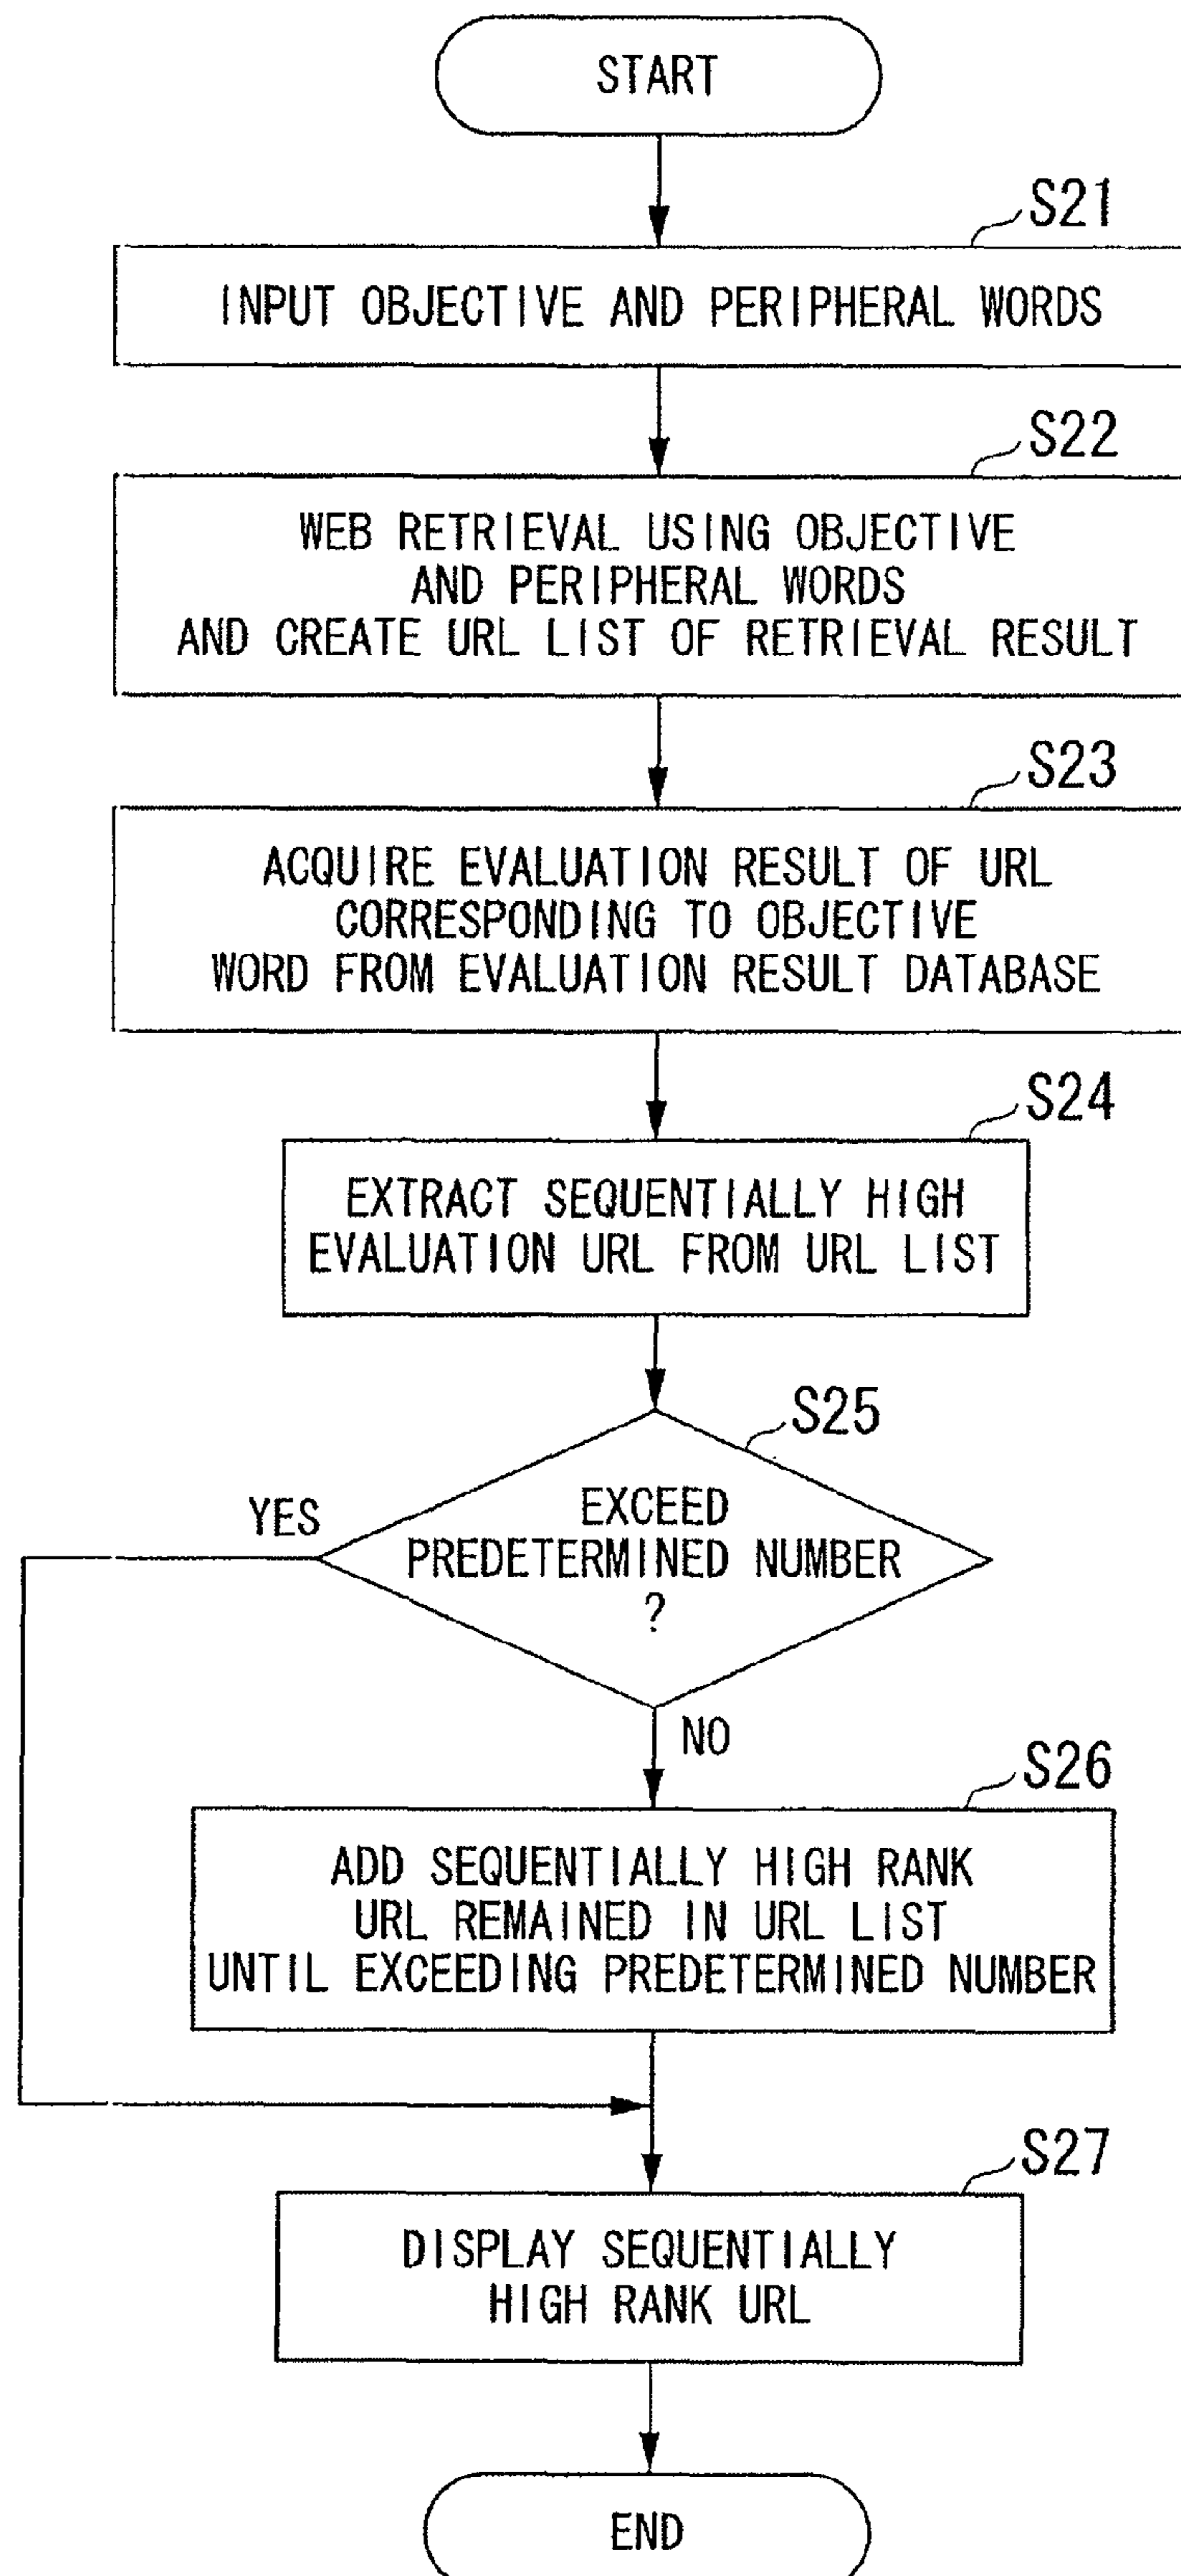 START
S21
INPUT OBJECTIVE AND PERIPHERAL WORDS
S22
WEB RETRIEVAL USING OBJECTIVE
AND PERIPHERAL WORDS
AND CREATE URL LIST OF RETRIEVAL RESULT
S23
ACQUIRE EVALUATION RESULT OF URL
CORRESPONDING TO OBJECTIVE
WORD FROM EVALUATION RESULT DATABASE
S24
EXTRACT SEQUENTIALLY HIGH
EVALUATION URL FROM URL LIST
S25
EXCEED
PREDETERMINED NUMBER
?
YES
NO
S26
ADD SEQUENTIALLY HIGH RANK
URL REMAINED IN URL LIST
UNTIL EXCEEDING PREDETERMINED NUMBER
S27
DISPLAY SEQUENTIALLY
HIGH RANK URL
END